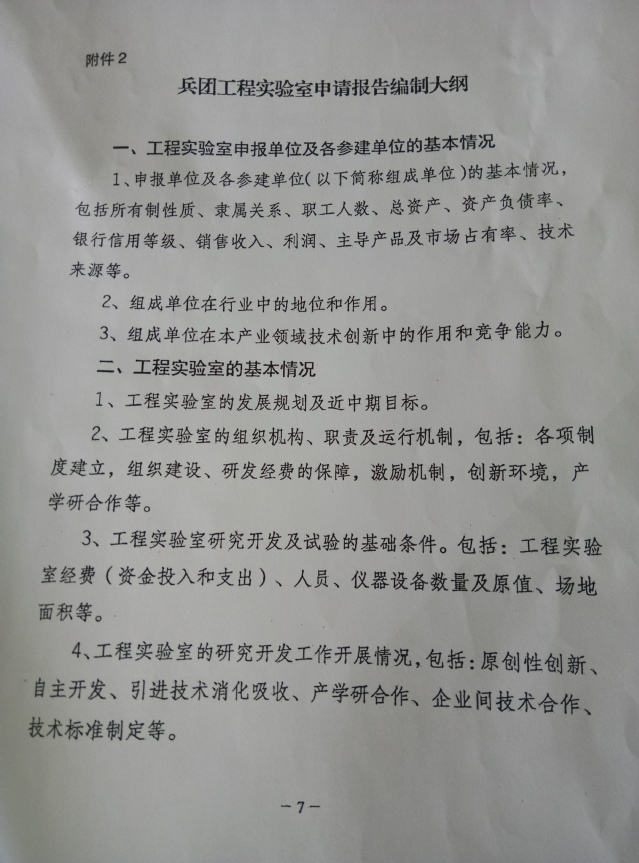 附件2
兵团工程实验室申请报告编制大纲
一、工程实验室申报单位及各参建单位的基本情况
1、申报单位及各参建单位(以下简称组成单位)的基本情况，
包括所有制性质、隶属关系、职工人数、总资产、资产负债率、
银行信用等级、销售收入、利润、主导产品及市场占有率、技术
来源等。
2、组成单位在行业中的地位和作用。
3、组成单位在本产业领域技术创新中的作用和竞争能力。
二、工程实验室的基本情况
1、工程实验室的发展规划及近中期目标。
2、工程实验室的组织机构、职责及运行机制，包括：各项制
度建立，组织建设、研发经费的保障，激励机制，创新环境，产
学研合作等。
3、工程实验室研究开发及试验的基础条件。包括：工程实验
室经费（资金投入和支出）、人员、仪器设备数量及原值、场地
面积等。
4、工程实验室的研究开发工作开展情况，包括：原创性创新、
自主开发、引进技术消化吸收、产学研合作、企业间技术合作、
技术标准制定等。
－7－